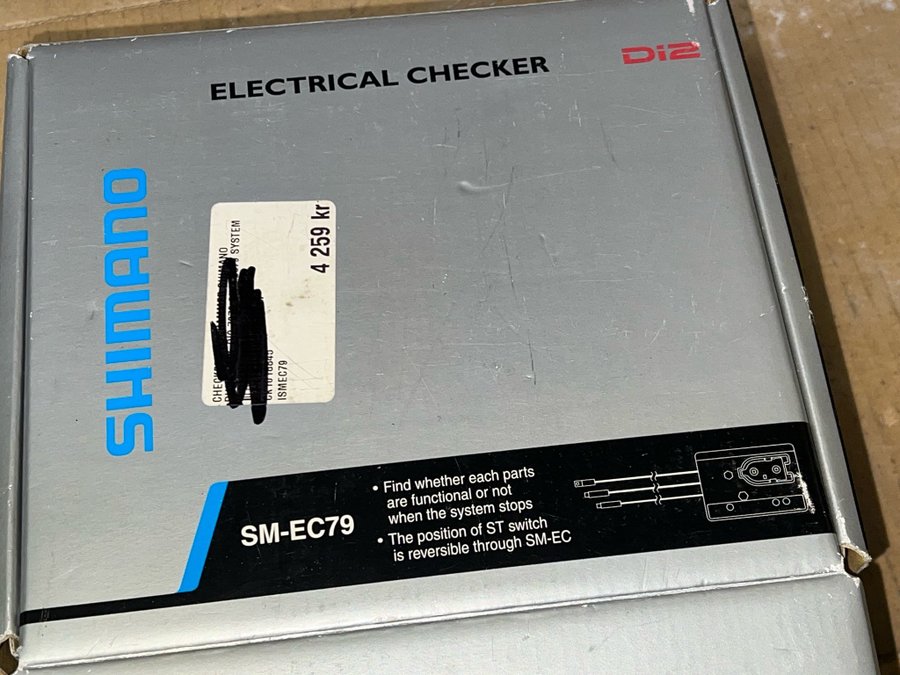 ELECTRICAL CHECKER
Di2
SHIMANO
SYSTEM
ISMEC79
4 259 kr
SM-EC79
• Find whether each parts
are functional or not
when the system stops
• The position of ST switch
is reversible through SM-EC